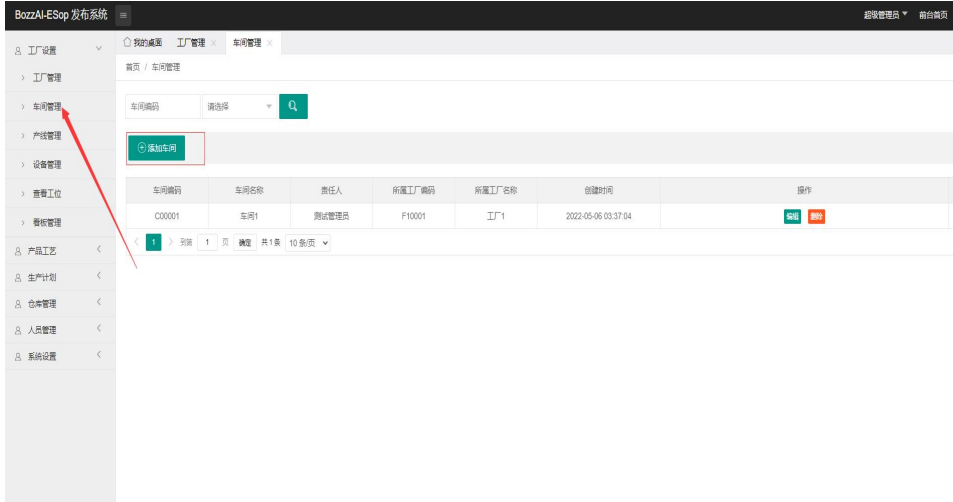 BozzAI-ESop 发布系统
超级管理员 前台首页
工厂设置
工厂管理
车间管理
产线管理
设备管理
查看工位
看板管理
产品工艺
生产计划
仓库管理
人员管理
系统设置
我的桌面 工厂管理 车间管理
首页 / 车间管理
车间编码 请选择
添加车间
车间编码 车间名称 责任人 所属工厂编码 所属工厂名称 创建时间 操作
C00001 车间1 测试管理员 F10001 工厂1 2022-05-06 03:37:04 编辑 删除
1 到第 1 页 确定 共1条 10 条/页